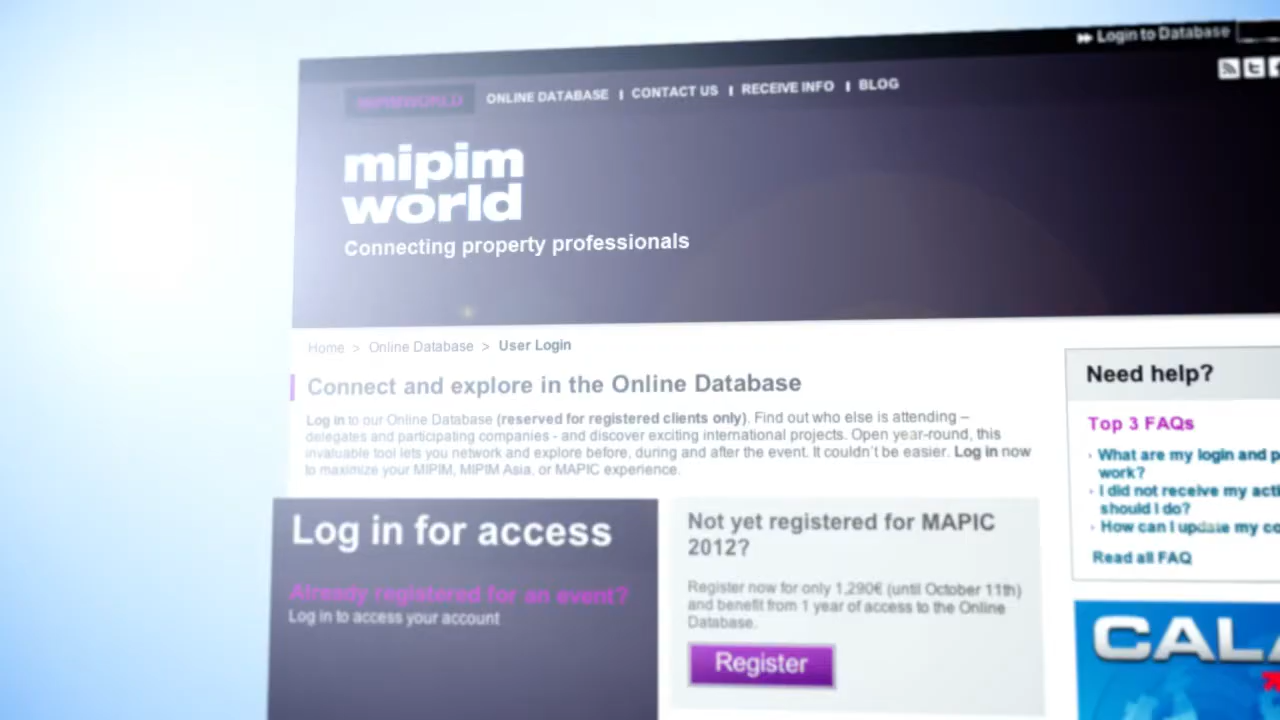 Login to Database
MIPIMWORLD ONLINE DATABASE | CONTACT US | RECEIVE INFO | BLOG
mipim
world
Connecting property professionals
Home > Online Database > User Login
Connect and explore in the Online Database
Log in to our Online Database (reserved for registered clients only). Find out who else is attending –
delegates and participating companies - and discover exciting international projects. Open year-round, this
invaluable tool lets you network and explore before, during and after the event. It couldn't be easier. Log in now
to maximize your MIPIM, MIPIM Asia, or MAPIC experience.
Log in for access
Already registered for an event?
Log in to access your account
Not yet registered for MAPIC
2012?
Register now for only 1,290€ (until October 11th)
and benefit from 1 year of access to the Online
Database.
Register
Need help?
Top 3 FAQs
What are my login and p
work?
I did not receive my acti
should I do?
How can I update my co
Read all FAQ
CALA